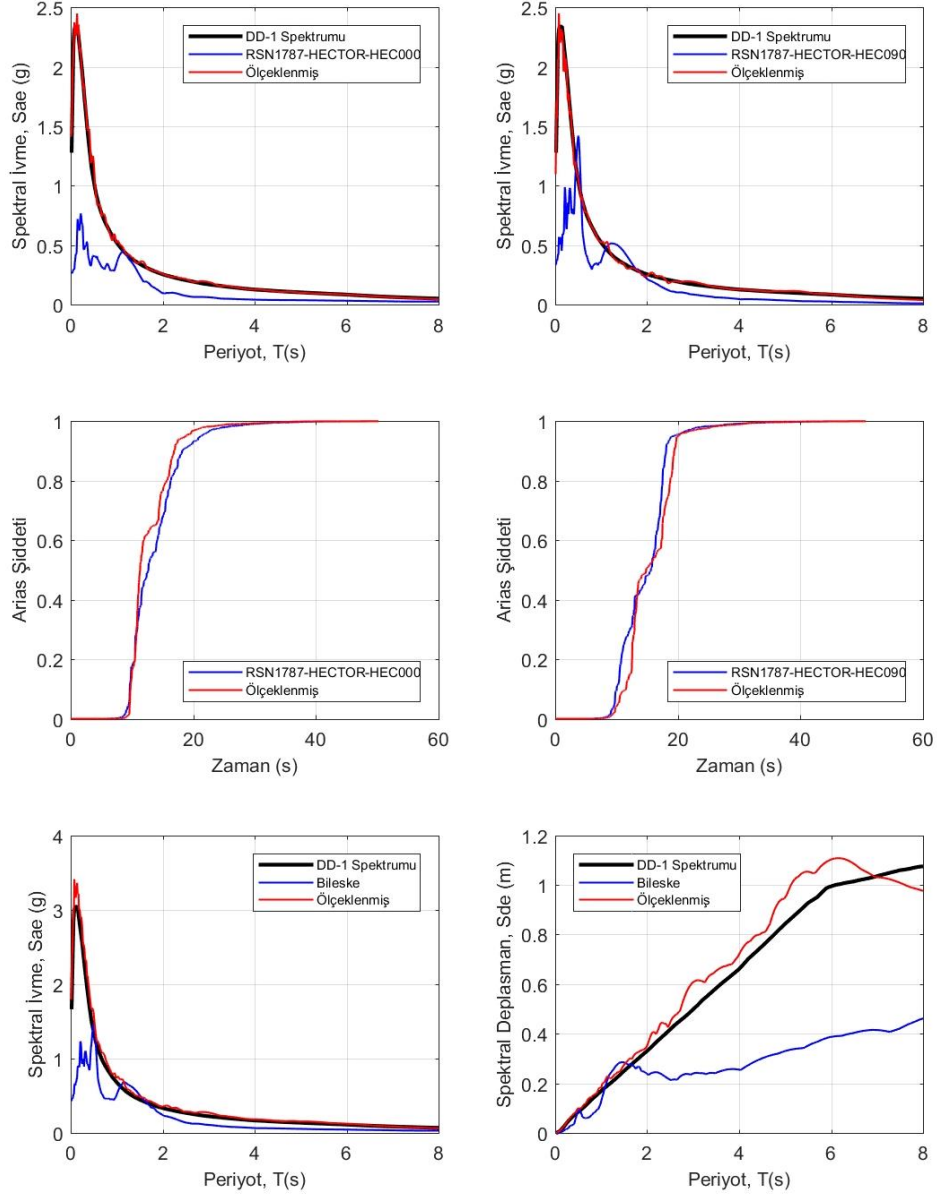 Spektral İvme, Sae (g)
3
2.5
2
1.5
1
0.5
0
DD-1 Spektrumu
RSN1787-HECTOR-HEC000
Ölçeklenmiş
0 2 4 6 8
Periyot, T(s)
Spektral İvme, Sae (g)
2.5
2
1.5
1
0.5
0
DD-1 Spektrumu
RSN1787-HECTOR-HEC090
Ölçeklenmiş
0 2 4 6 8
Periyot, T(s)
Arias Şiddeti
1
0.8
0.6
0.4
0.2
0
RSN1787-HECTOR-HEC000
Ölçeklenmiş
0 20 40 60
Zaman (s)
Arias Şiddeti
1
0.8
0.6
0.4
0.2
0
RSN1787-HECTOR-HEC090
Ölçeklenmiş
0 20 40 60
Zaman (s)
Spektral İvme, Sae (g)
4
3
2
1
0
DD-1 Spektrumu
Bileske
Ölçeklenmiş
0 2 4 6 8
Periyot, T(s)
Spektral Deplasman, Sde (m)
1.2
1
0.8
0.6
0.4
0.2
0
DD-1 Spektrumu
Bileske
Ölçeklenmiş
0 2 4 6 8
Periyot, T(s)